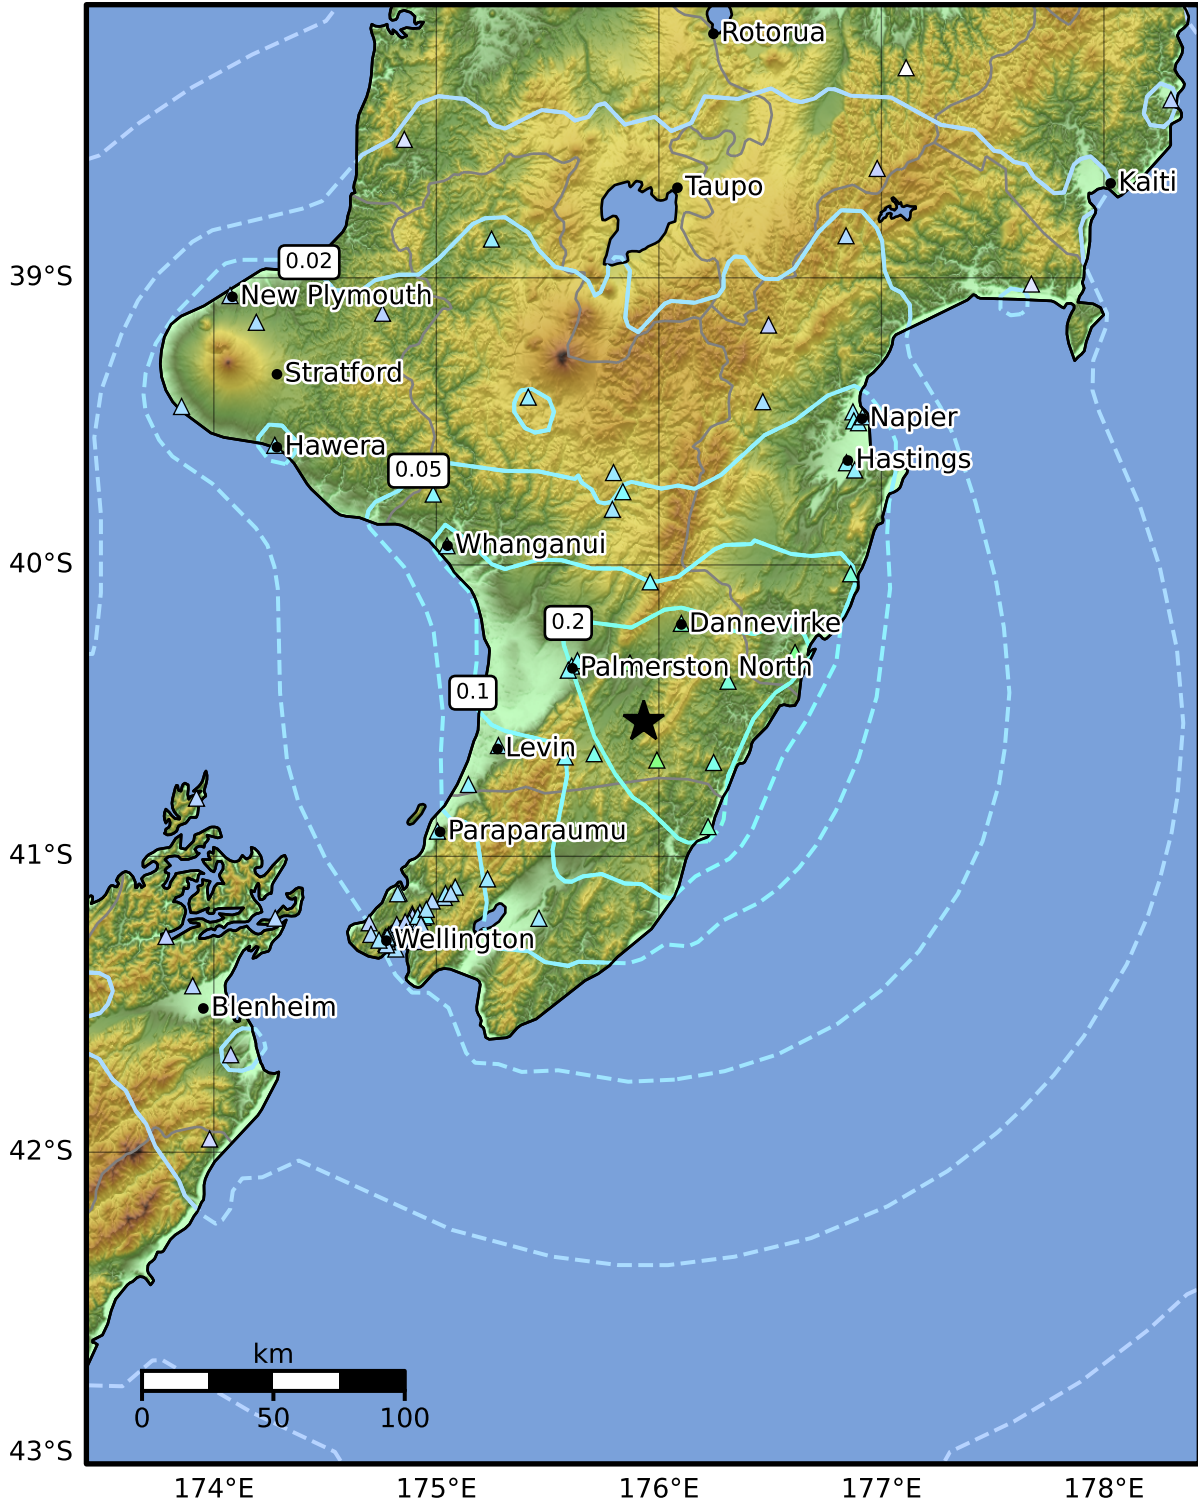 Rotorua
Taupo
Kaiti
0.02
39°S
New Plymouth
Stratford
Napier
Hawera
Hastings
0.05
Whanganui
40°S
0.2
Dannevirke
Palmerston North
0.1
Levin
Paraparaumu
41°S
Wellington
Blenheim
42°S
km
0 50 100
43°S
174°E 175°E 176°E 177°E 178°E